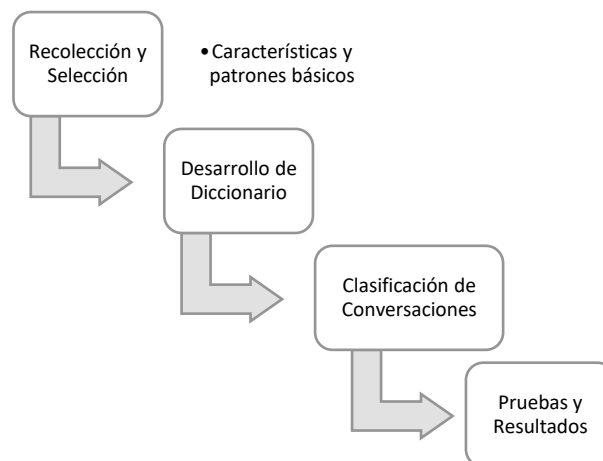 Recolección y
Selección
•Características y
patrones básicos
Desarrollo de
Diccionario
Clasificación de
Conversaciones
Pruebas y
Resultados